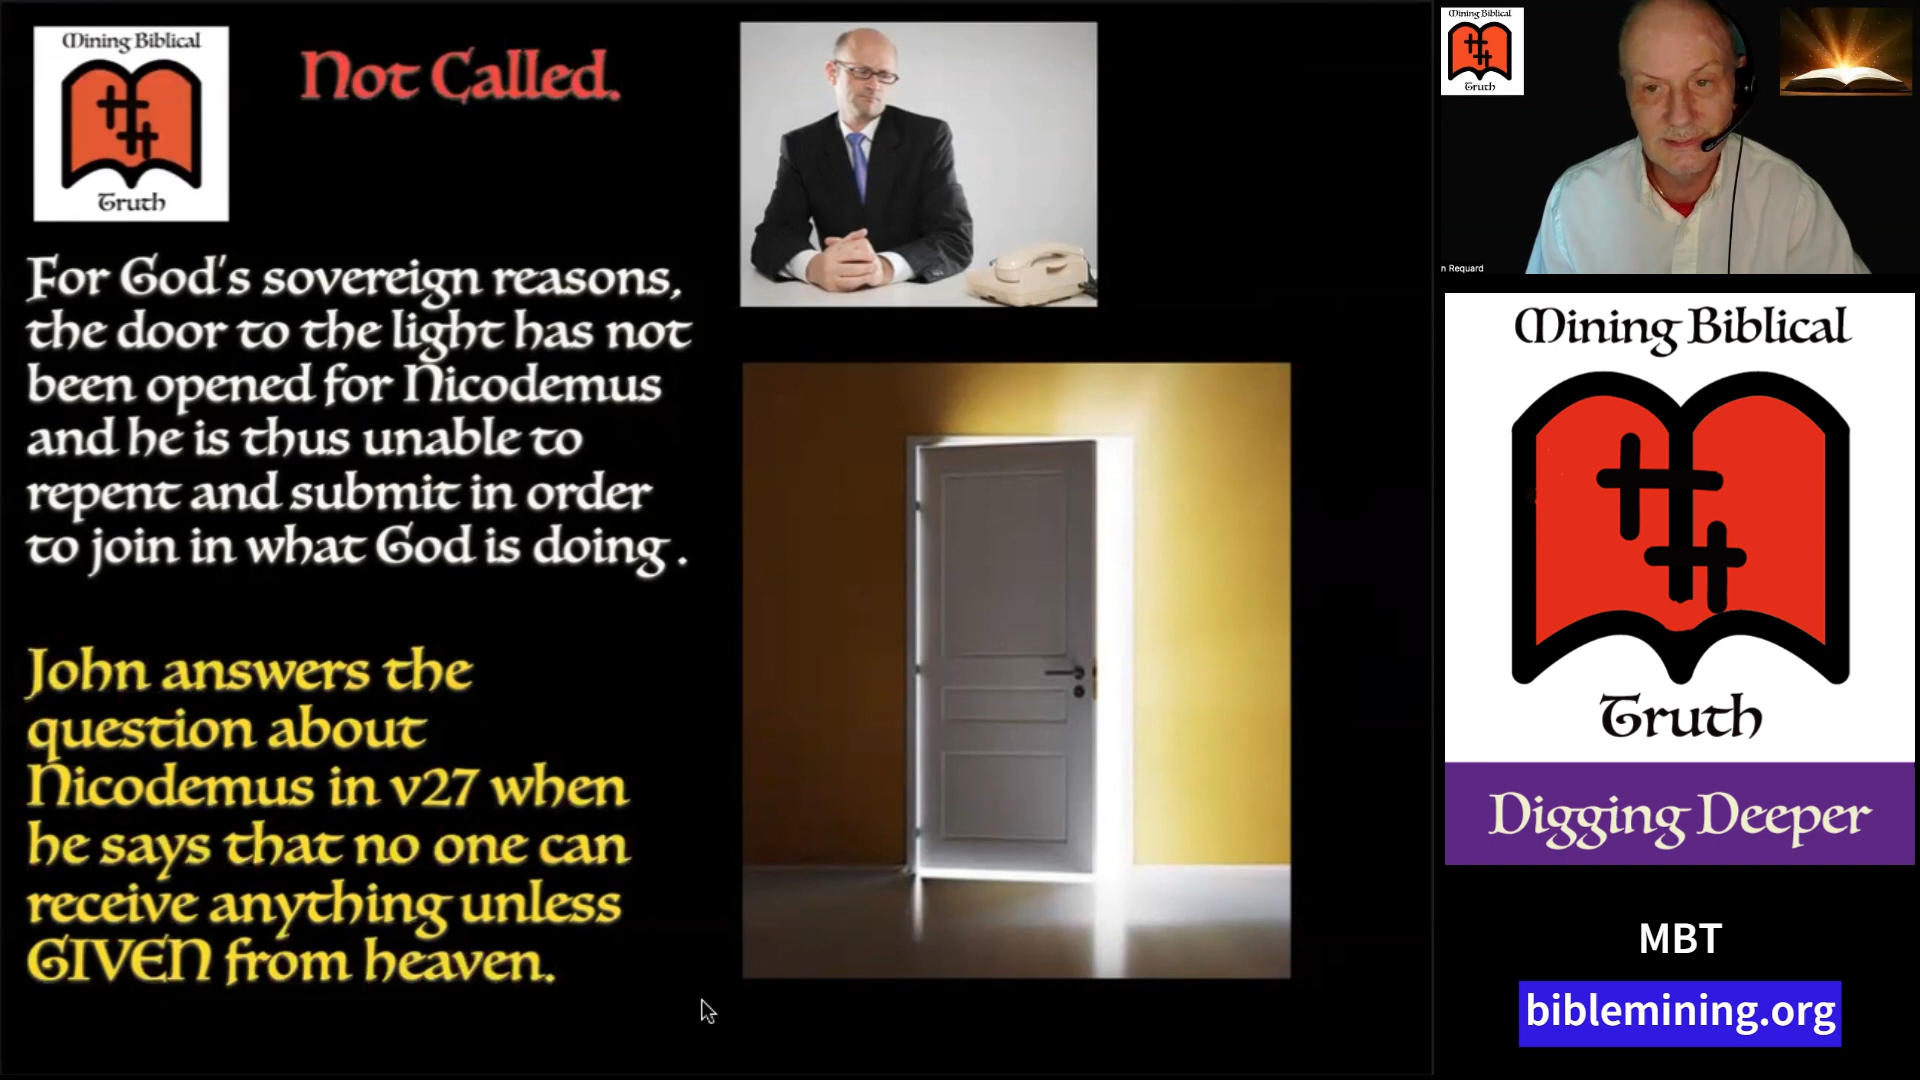 Mining Biblical
Truth
Not Called.
For God's sovereign reasons,
the door to the light has not
been opened for Nicodemus
and he is thus unable to
repent and submit in order
to join in what God is doing .
John answers the
question about
Nicodemus in v27 when
he says that no one can
receive anything unless
GIVEN from heaven.
Mining Biblical
Truth
n Requard
Mining Biblical
Truth
Digging Deeper
MBT
biblemining.org